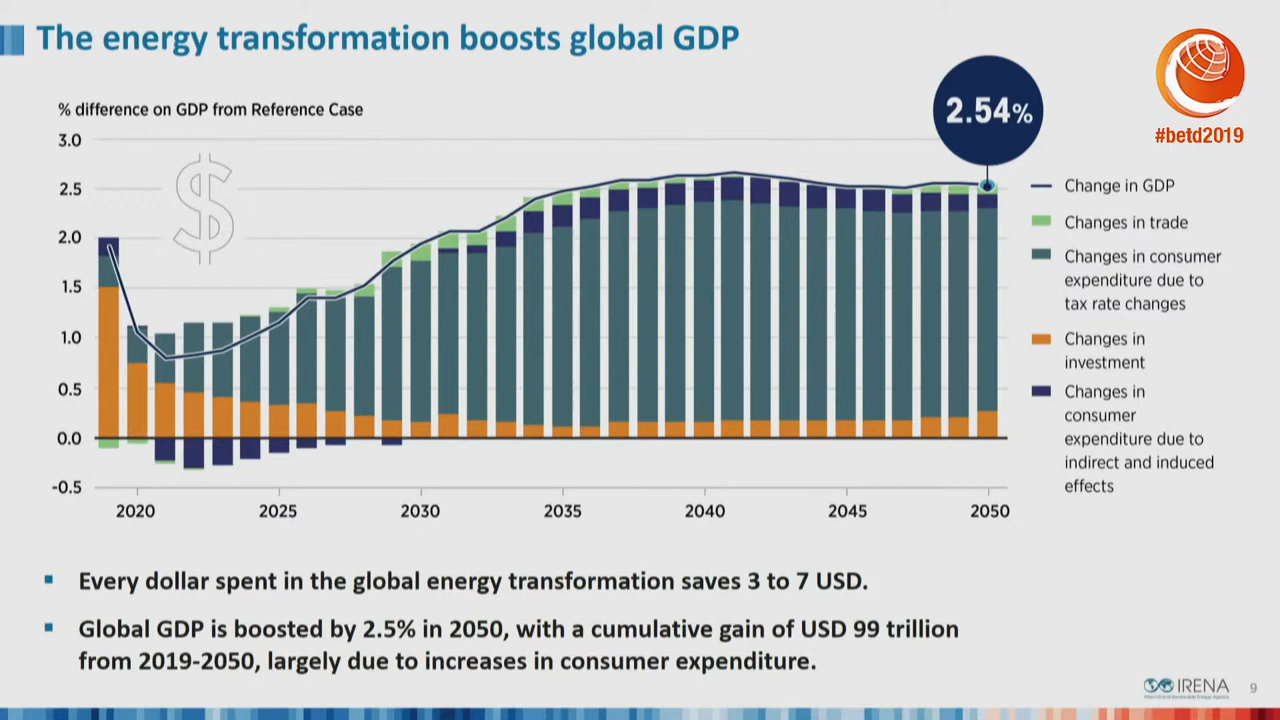 The energy transformation boosts global GDP
#betd2019
% difference on GDP from Reference Case
2.54%
3.0
2.5
2.0
1.5
1.0
0.5
0.0
-0.5
$
2020 2025 2030 2035 2040 2045 2050
Change in GDP
Changes in trade
Changes in consumer
expenditure due to
tax rate changes
Changes in
investment
Changes in
consumer
expenditure due to
indirect and induced
effects
Every dollar spent in the global energy transformation saves 3 to 7 USD.
Global GDP is boosted by 2.5% in 2050, with a cumulative gain of USD 99 trillion
from 2019-2050, largely due to increases in consumer expenditure.
IRENA
International Renewable Energy Agency
9